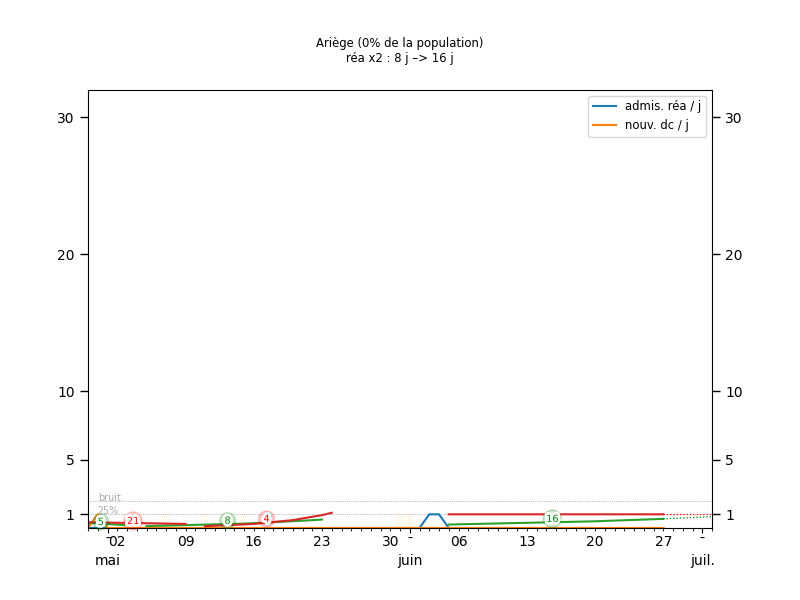 Ariège (0% de la population)
réa x2 : 8 j –> 16 j
admis. réa / j
nouv. dc / j
30 30
20 20
10 10
5 5
bruit
25%
1 1
5 21 8 4 16
02 09 16 23 30 - 06 13 20 27 -
mai juin juil.